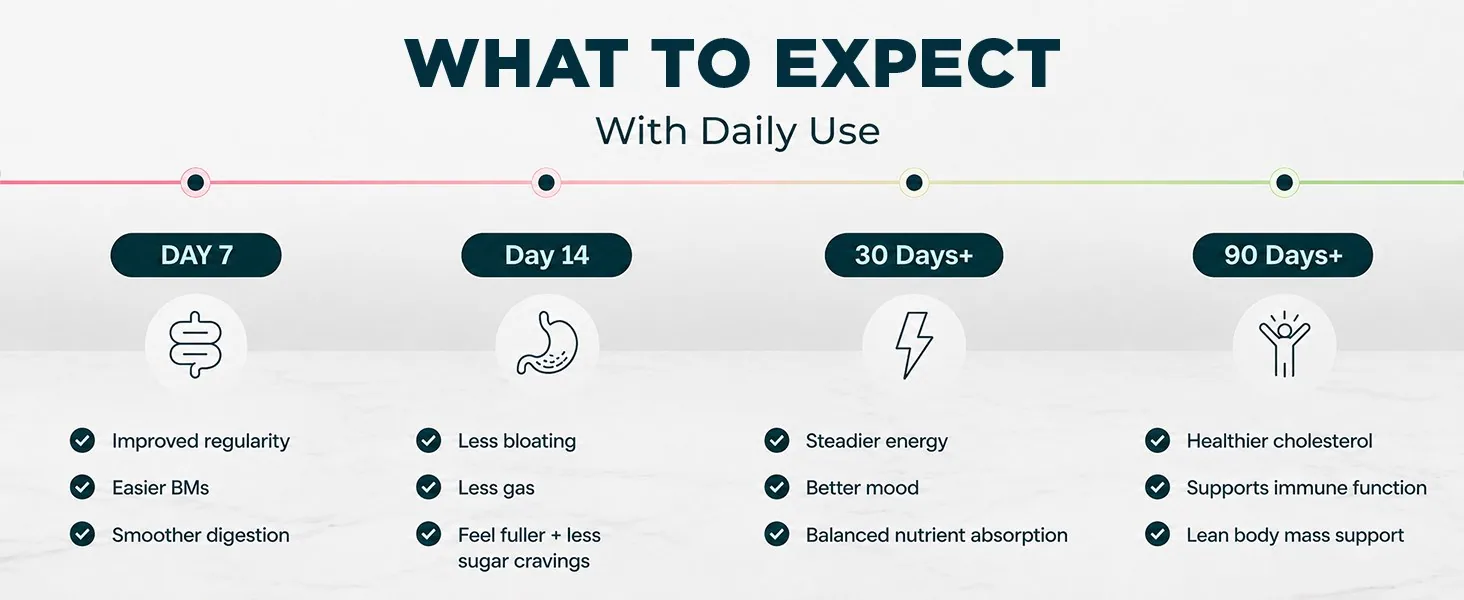 WHAT TO EXPECT
With Daily Use
DAY 7
Improved regularity
Easier BMs
Smoother digestion
Day 14
Less bloating
Less gas
Feel fuller + less
sugar cravings
30 Days+
Steadier energy
Better mood
Balanced nutrient absorption
90 Days+
Healthier cholesterol
Supports immune function
Lean body mass support